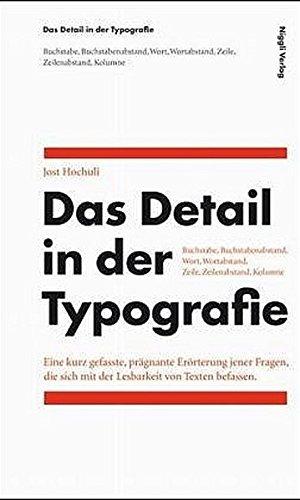 Das Detail in der Typografie
Buchstabe, Buchstabenabstand, Wort, Wortabstand, Zeile,
Zeilenabstand, Kolumne
Niggli Verlag
Jost Hochuli
Das Detail
in der
Buchstabe, Buchstabenabstand,
Wort, Wortabstand,
Zeile, Zeilenabstand, Kolumne
Typografie
Eine kurz gefasste, prägnante Erörterung jener Fragen,
die sich mit der Lesbarkeit von Texten befassen.